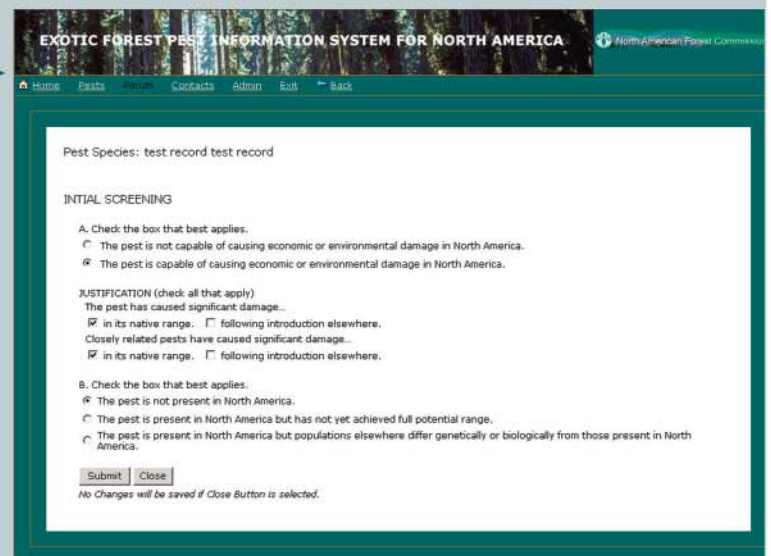 EXOTIC FOREST PEST INFORMATION SYSTEM FOR NORTH AMERICA
North American Forest Commission
Home Pests Forum Contacts Admin Exit Back
Pest Species: test record test record
INTIAL SCREENING
A. Check the box that best applies.
The pest is not capable of causing economic or environmental damage in North America.
The pest is capable of causing economic or environmental damage in North America.
JUSTIFICATION (check all that apply)
The pest has caused significant damage...
in its native range. following introduction elsewhere.
Closely related pests have caused significant damage...
in its native range. following introduction elsewhere.
B. Check the box that best applies.
The pest is not present in North America.
The pest is present in North America but has not yet achieved full potential range.
The pest is present in North America but populations elsewhere differ genetically or biologically from those present in North
America.
Submit Close
No Changes will be saved if Close Button is selected.